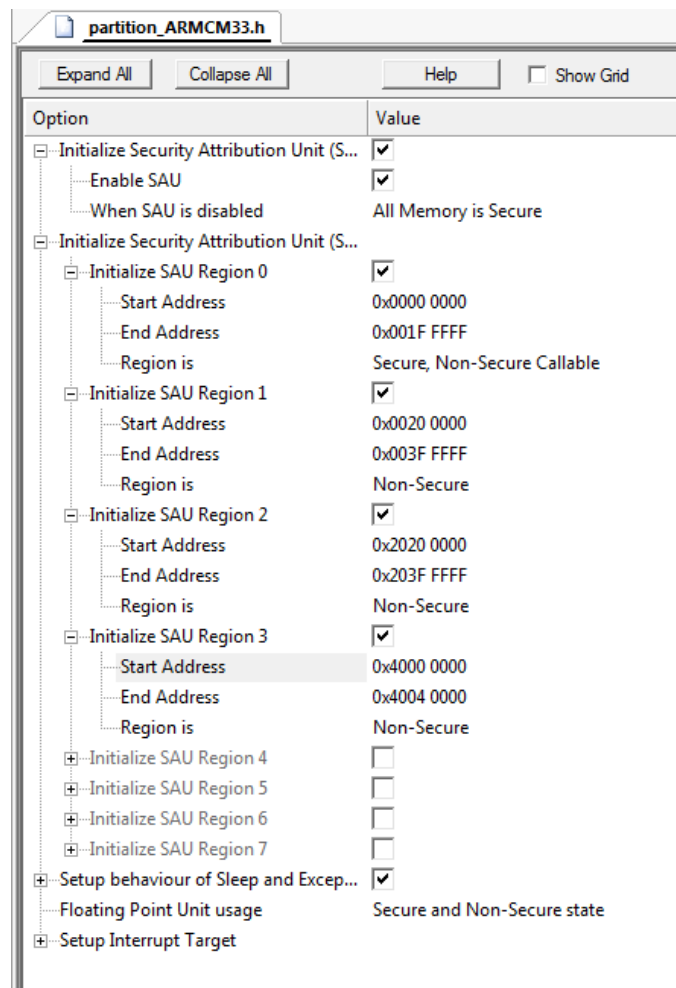 partition_ARMCM33.h
Expand All Collapse All Help Show Grid
Option Value
Initialize Security Attribution Unit (S...
Enable SAU
When SAU is disabled All Memory is Secure
Initialize Security Attribution Unit (S...
Initialize SAU Region 0
Start Address 0x0000 0000
End Address 0x001F FFFF
Region is Secure, Non-Secure Callable
Initialize SAU Region 1
Start Address 0x0020 0000
End Address 0x003F FFFF
Region is Non-Secure
Initialize SAU Region 2
Start Address 0x2020 0000
End Address 0x203F FFFF
Region is Non-Secure
Initialize SAU Region 3
Start Address 0x4000 0000
End Address 0x4004 0000
Region is Non-Secure
Initialize SAU Region 4
Initialize SAU Region 5
Initialize SAU Region 6
Initialize SAU Region 7
Setup behaviour of Sleep and Excep...
Floating Point Unit usage Secure and Non-Secure state
Setup Interrupt Target